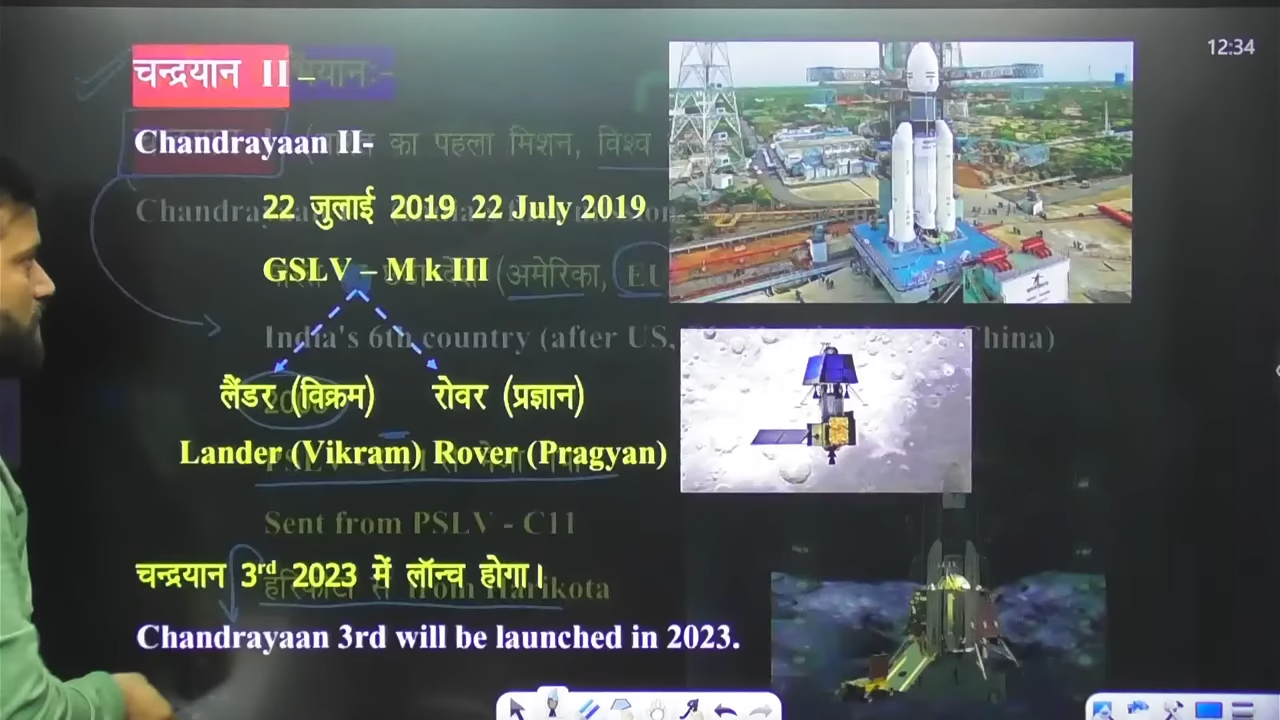 12:34
चन्द्रयान II –
भियानः-
Chandrayaan II-
का पहला मिशन, विश्व
22 जुलाई 2019 22 July 2019
GSLV – M k III
(अमेरिका, EU
India's 6th country (after US,
China)
लैंडर (विक्रम) रोवर (प्रज्ञान)
Lander (Vikram) Rover (Pragyan)
Sent from PSLV - C11
चन्द्रयान 3rd 2023 में लॉन्च होगा।
हरिकोटा से from Harikota
Chandrayaan 3rd will be launched in 2023.